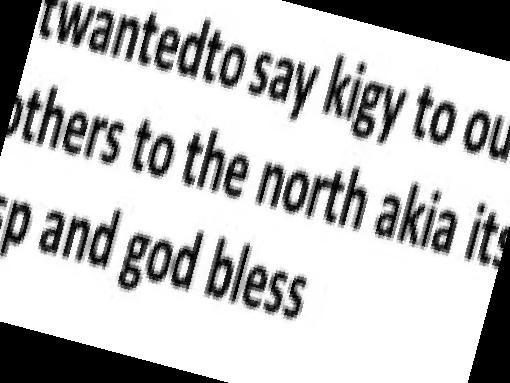 twantedto say kigy to ou
others to the north akia its
sp and god bless